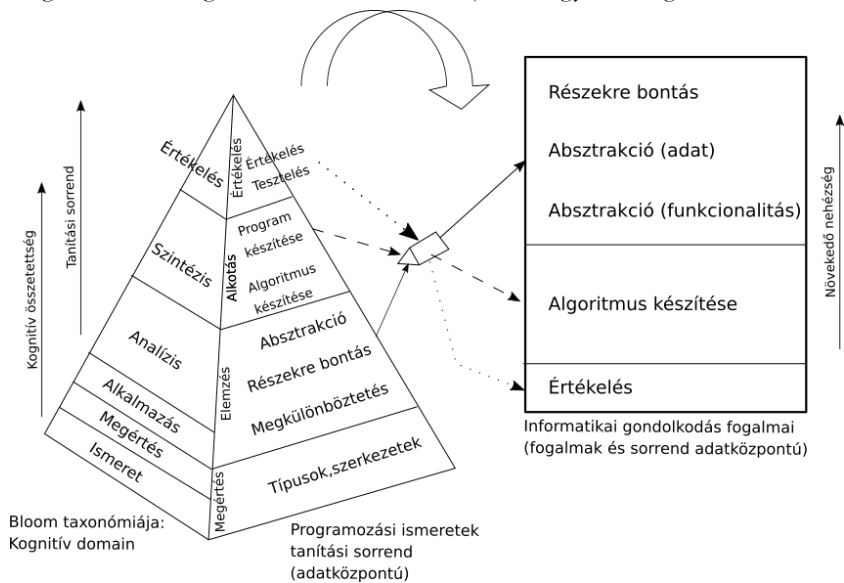 Kognitív összetettség
Tanítási sorrend
Értékelés
Szintézis
Analízis
Alkalmazás
Megértés
Ismeret
Értékelés
Alkotás
Elemzés
Megértés
Értékelés
Tesztelés
Program
készítése
Algoritmus
készítése
Absztrakció
Részekre bontás
Megkülönböztetés
Típusok,szerkezetek
Bloom taxonómiája:
Kognitív domain
Programozási ismeretek
tanítási sorrend
(adatközpontú)
Részekre bontás
Absztrakció (adat)
Absztrakció (funkcionalitás)
Algoritmus készítése
Értékelés
Növekedő nehézség
Informatikai gondolkodás fogalmai
(fogalmak és sorrend adatközpontú)